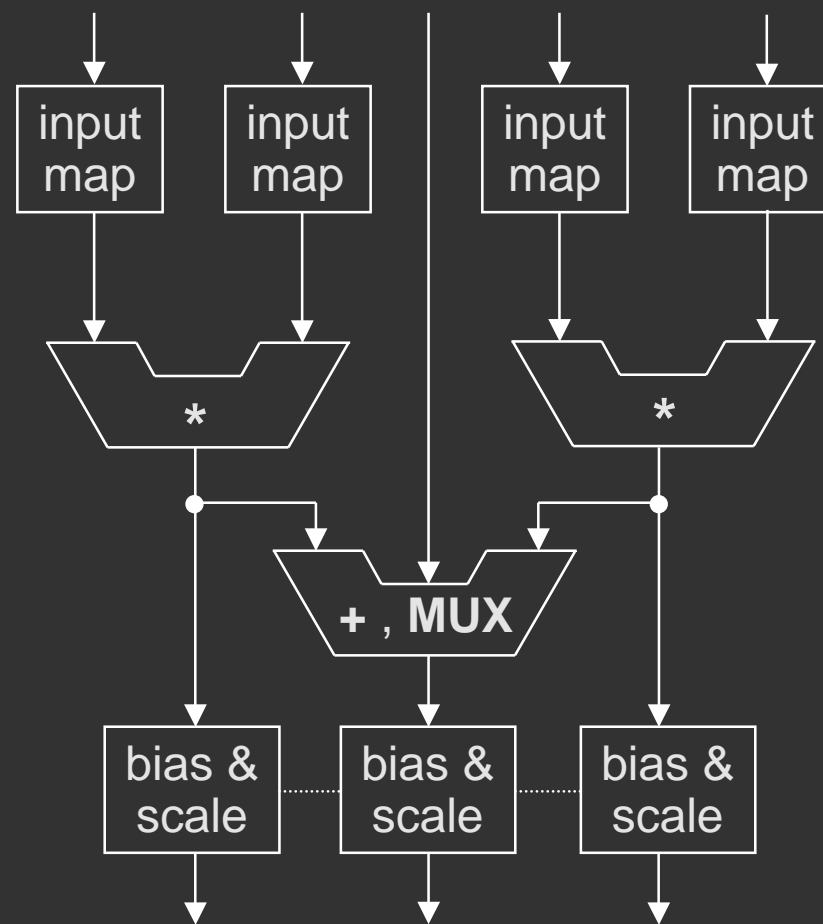 input
map
input
map
input
map
input
map
*
*
+ , MUX
bias &
scale
bias &
scale
bias &
scale